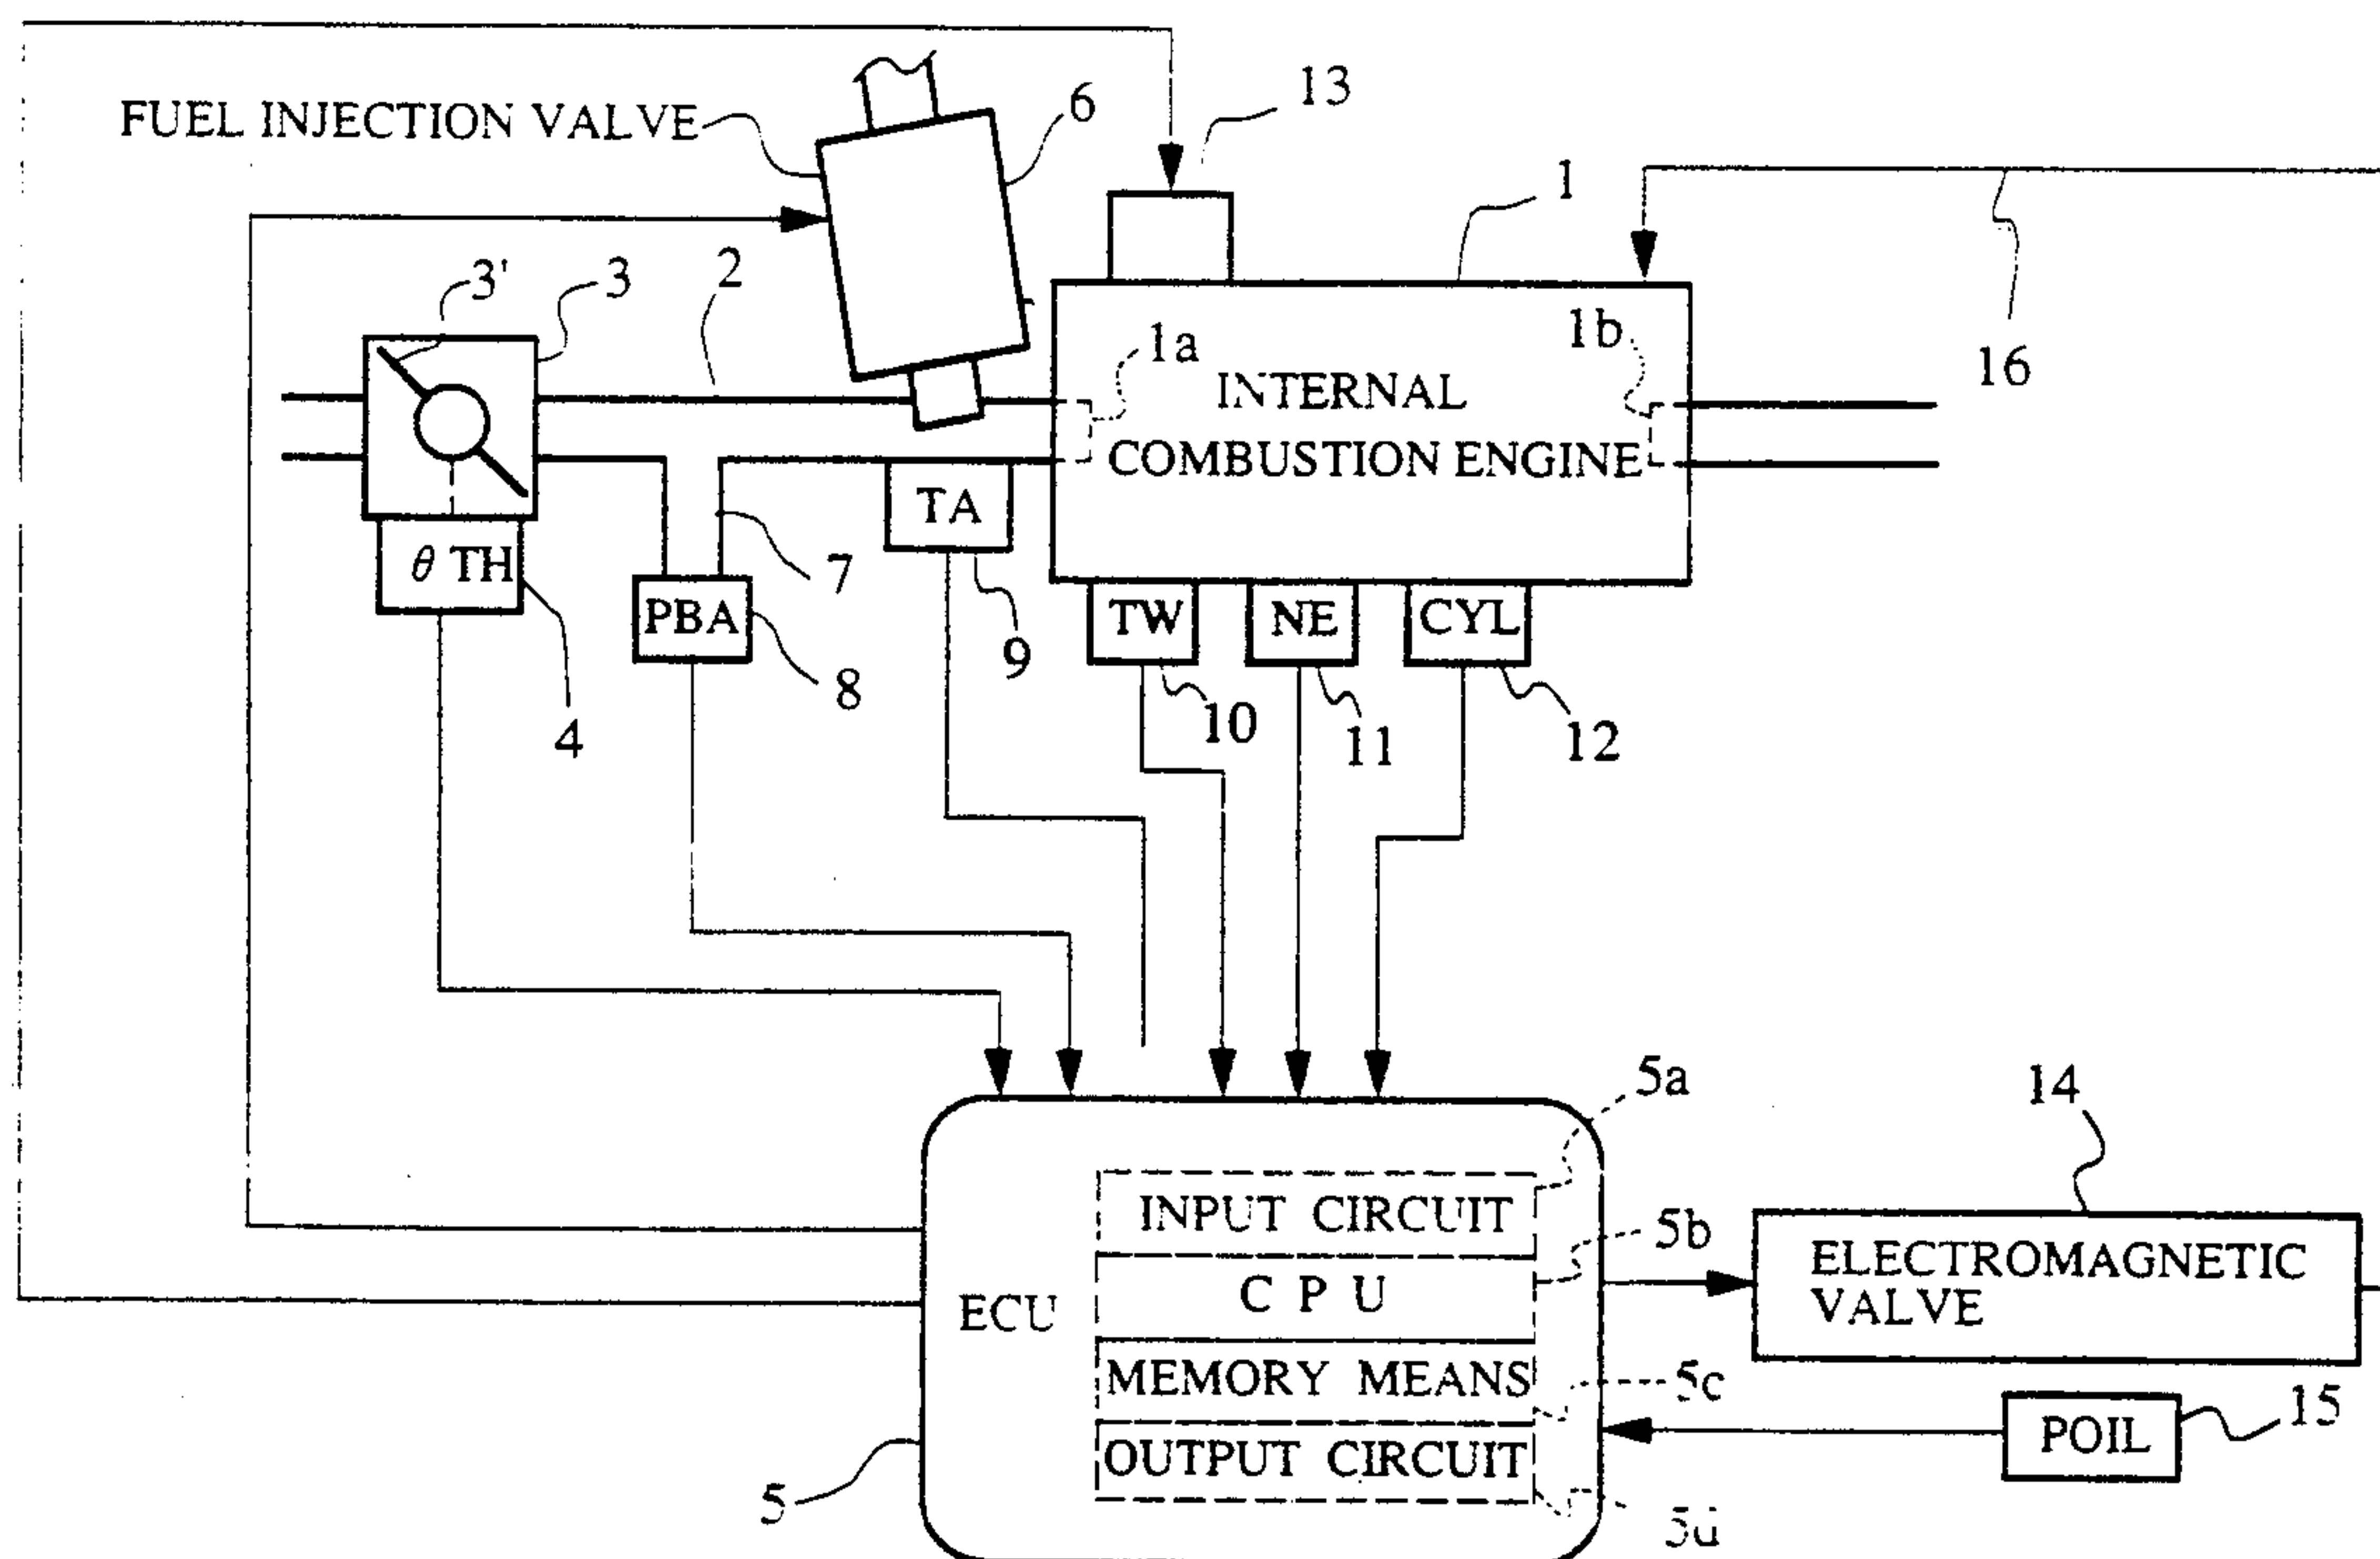 13
FUEL INJECTION VALVE
6
1
3'
3
2
1a
1b
16
INTERNAL
COMBUSTION ENGINE
TA
θ TH
7
PBA
TW
NE
CYL
9
8
4
10
11
12
5a
14
INPUT CIRCUIT
5b
ELECTROMAGNETIC
VALVE
C P U
ECU
MEMORY MEANS
5c
15
POIL
OUTPUT CIRCUIT
5
5d